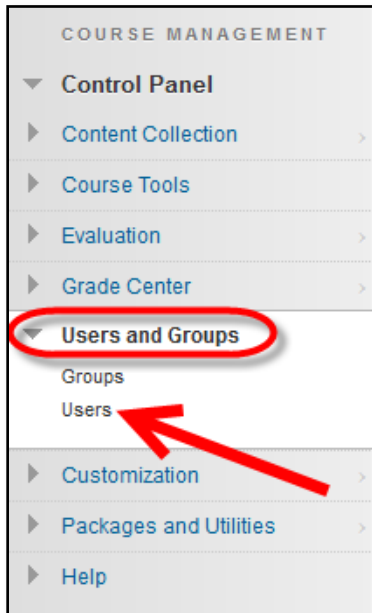 COURSE MANAGEMENT
Control Panel
Content Collection
Course Tools
Evaluation
Grade Center
Users and Groups
Groups
Users
Customization
Packages and Utilities
Help